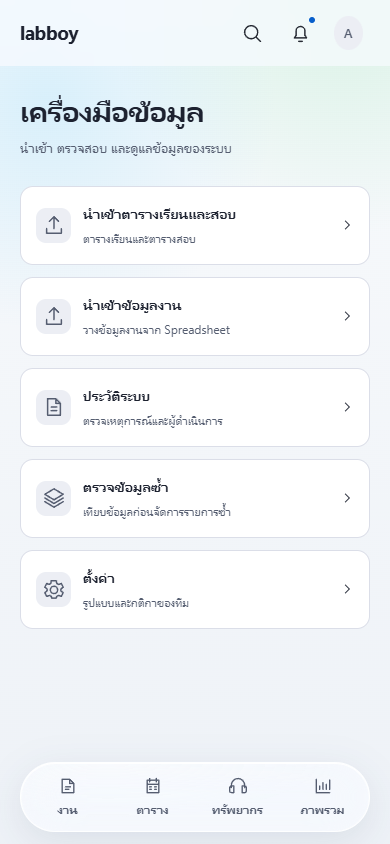 labboy
A
เครื่องมือข้อมูล
นำเข้า ตรวจสอบ และดูแลข้อมูลของระบบ
นำเข้าตารางเรียนและสอบ
ตารางเรียนและตารางสอบ
นำเข้าข้อมูลงาน
วางข้อมูลงานจาก Spreadsheet
ประวัติระบบ
ตรวจเหตุการณ์และผู้ดำเนินการ
ตรวจข้อมูลซ้ำ
เทียบข้อมูลก่อนจัดการรายการซ้ำ
ตั้งค่า
รูปแบบและกติกาของทีม
งาน
ตาราง
ทรัพยากร
ภาพรวม